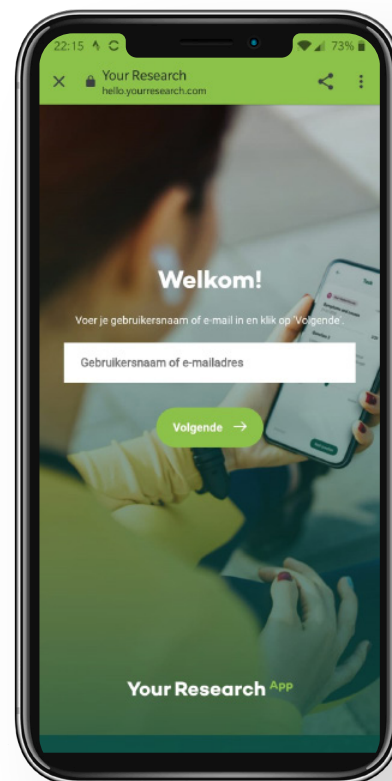 22:15
73%
Your Research
hello.yourresearch.com
Welkom!
Voer je gebruikersnaam of e-mail in en klik op 'Volgende'.
Gebruikersnaam of e-mailadres
Volgende →
Your Research App